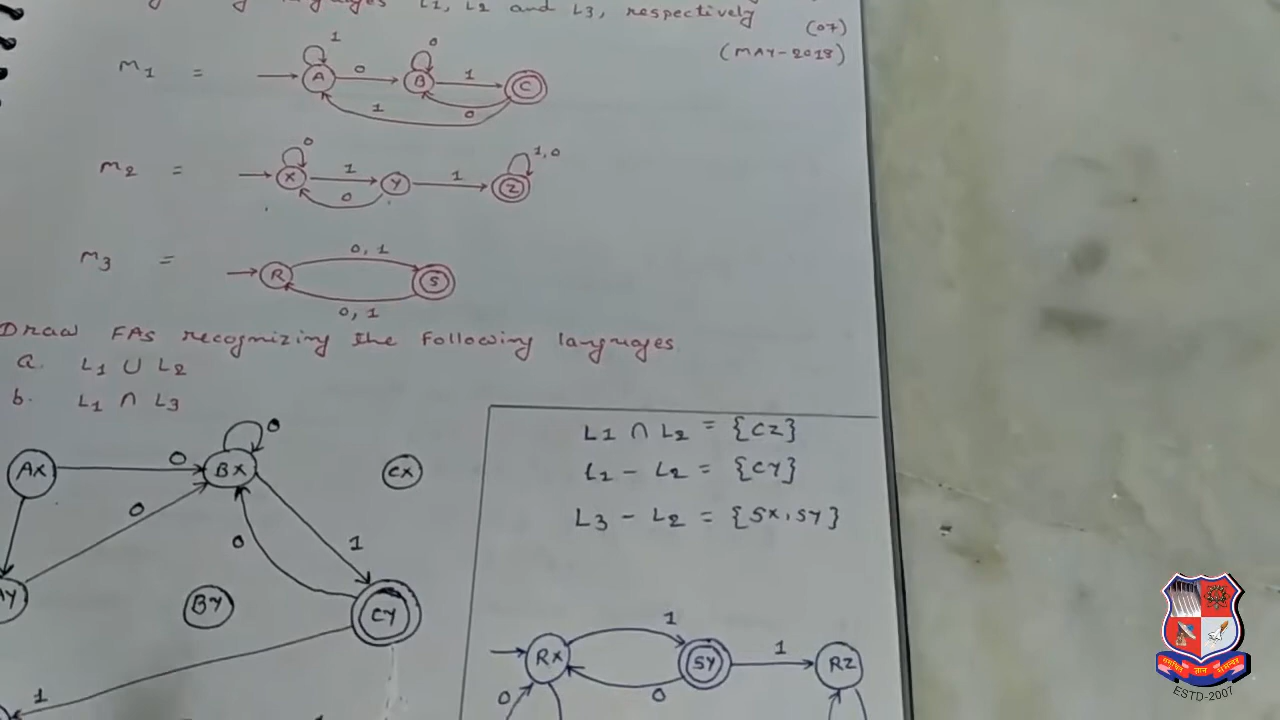 L1, L2 and L3, respectively
(07)
(MAY-2018)
M1 =
A
B
C
1
0
0
1
1
0
M2 =
X
Y
Z
0
1
0
1
1,0
M3 =
R
S
0, 1
0, 1
Draw FAs recognizing the following languages.
a. L1 ∪ L2
b. L1 ∩ L3
AX
0
BX
0
CX
0
0
1
BY
CY
1
L1 ∩ L2 = {CZ}
L1 - L2 = {CY}
L3 - L2 = {SX, SY}
RX
1
SY
1
RZ
0
0
ESTD-2007